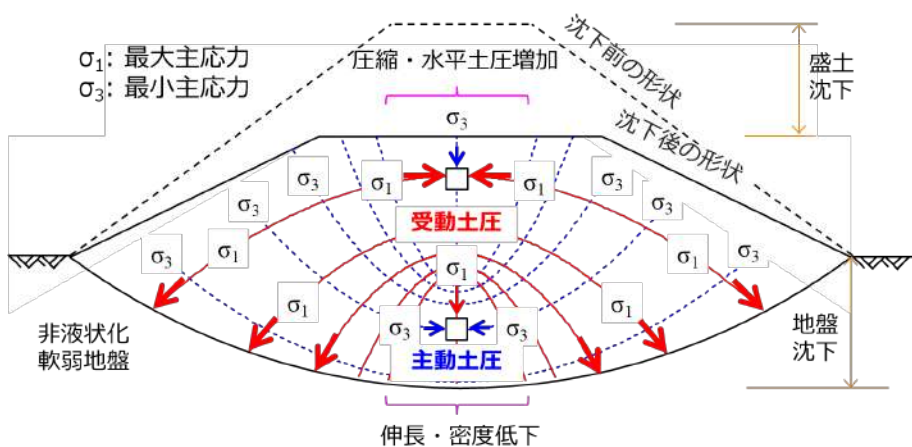 σ1: 最大主応力
σ3: 最小主応力
圧縮・水平土圧増加
沈下前の形状
盛土
沈下
沈下後の形状
σ3
σ3
σ3
σ1
σ1
σ3
σ3
σ3
σ1
受動土圧
σ1
σ1
σ3
σ3
σ1
σ1
σ3
σ3
主動土圧
非液状化
軟弱地盤
地盤
沈下
伸長・密度低下